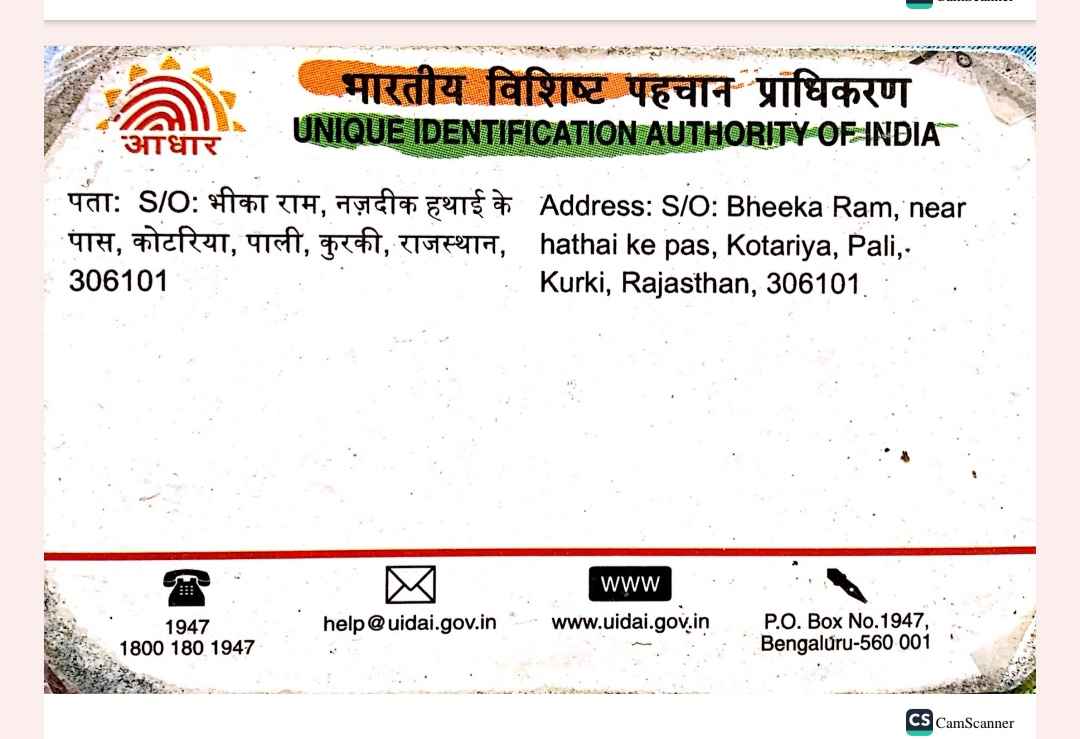 भारतीय विशिष्ट पहचान प्राधिकरण
UNIQUE IDENTIFICATION AUTHORITY OF INDIA
आधार
पता: S/O: भीका राम, नज़दीक हथाई के
पास, कोटरिया, पाली, कुरकी, राजस्थान,
306101
Address: S/O: Bheeka Ram, near
hathai ke pas, Kotariya, Pali,
Kurki, Rajasthan, 306101
1947
1800 180 1947
help@uidai.gov.in
www
www.uidai.gov.in
P.O. Box No.1947,
Bengaluru-560 001
CS CamScanner